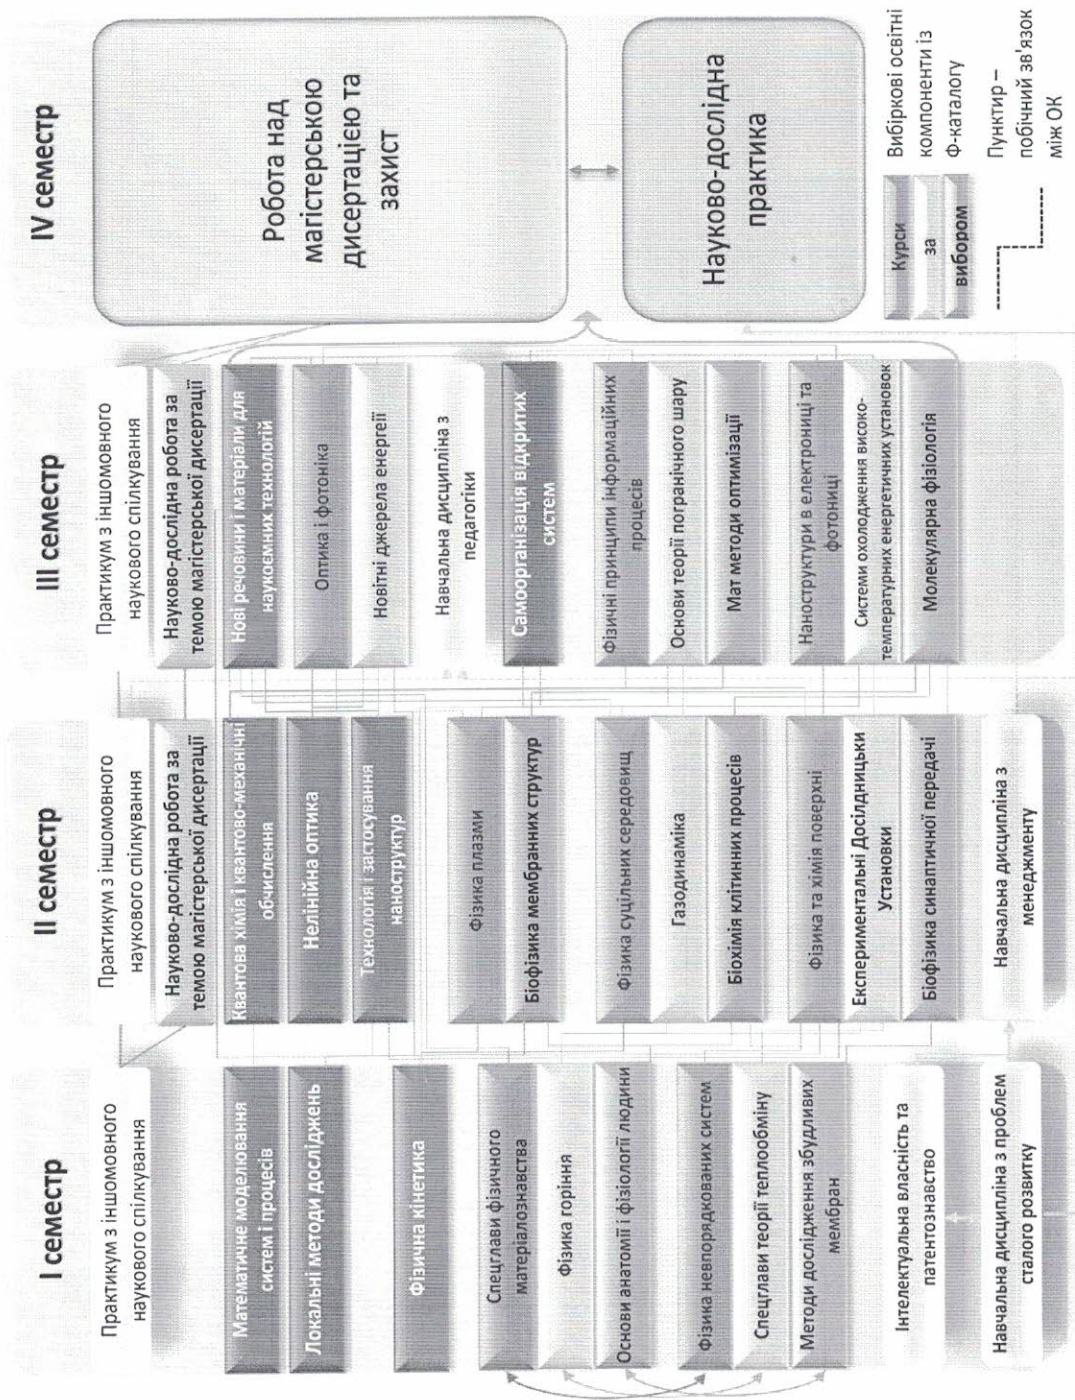 I семестр
Практикум з іншомовного
наукового спілкування
Математичне моделювання
систем і процесів
Локальні методи досліджень
Фізична кінетика
Спецглави фізичного
матеріалознавства
Фізика горіння
Основи анатомії і фізіології людини
Фізика невпорядкованих систем
Спецглави теорії теплообміну
Методи дослідження збудливих
мембран
Інтелектуальна власність та
патентознавство
Навчальна дисципліна з проблем
сталого розвитку
II семестр
Практикум з іншомовного
наукового спілкування
Науково-дослідна робота за
темою магістерської дисертації
Квантова хімія і квантово-механічні
обчислення
Нелінійна оптика
Технологія і застосування
наноструктур
Фізика плазми
Біофізика мембранних структур
Фізика суцільних середовищ
Газодинаміка
Біохімія клітинних процесів
Фізика та хімія поверхні
Експериментальні Досілдницьки
Установки
Біофізика синаптичної передачі
Навчальна дисципліна з
менеджменту
III семестр
Практикум з іншомовного
наукового спілкування
Науково-дослідна робота за
темою магістерської дисертації
Нові речовини і матеріали для
наукоємних технологій
Оптика і фотоніка
Новітні джерела енергеії
Навчальна дисципліна з
педагогіки
Самоорганізація відкритих
систем
Фізичні принципи інформаційних
процесів
Основи теорії пограничного шару
Мат методи оптимізації
Наноструктури в електрониці та
фотониці
Системи охолодження високо-
температурних енергетичних установок
Молекулярна фізіологія
IV семестр
Робота над
магістерською
дисертацією та
захист
Науково-дослідна
практика
Курси
за
вибором
Вибіркові освітні
компоненти із
Ф-каталогу
Пунктир –
побічний зв'язок
між ОК